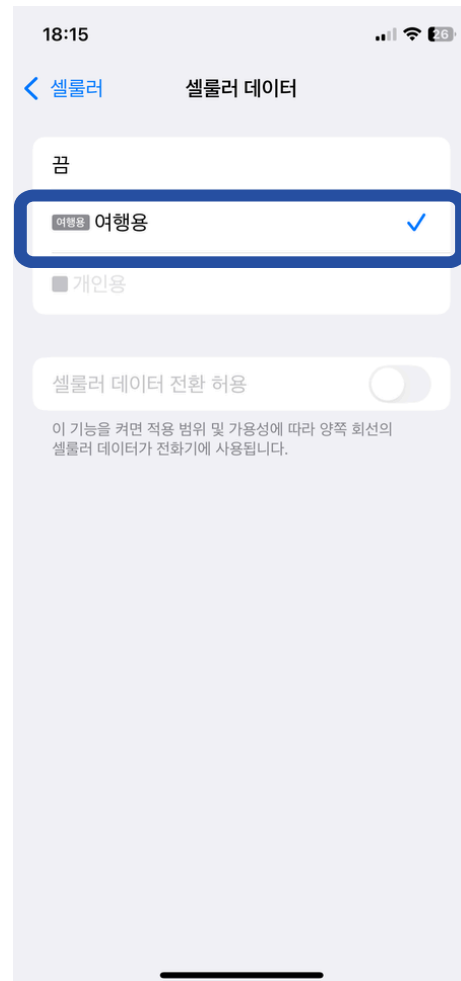 18:15
26
셀룰러
셀룰러 데이터
끔
여행용 여행용
개인용
셀룰러 데이터 전환 허용
이 기능을 켜면 적용 범위 및 가용성에 따라 양쪽 회선의
셀룰러 데이터가 전화기에 사용됩니다.